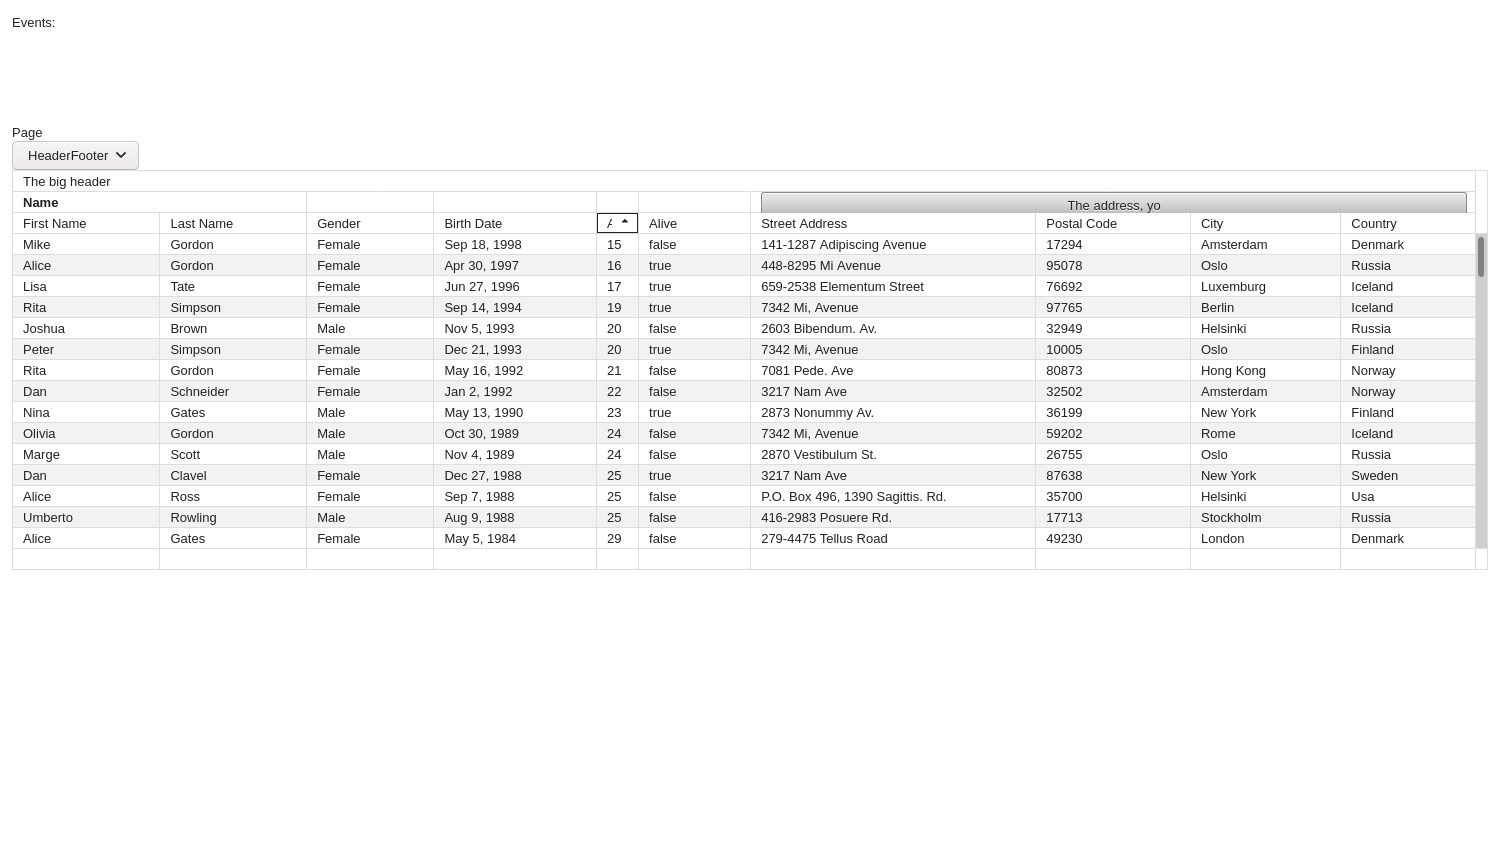 Events:
Page
HeaderFooter
The big header
Name The address, yo
First Name Last Name Gender Birth Date Alive Street Address Postal Code City Country
Mike Gordon Female Sep 18, 1998 15 false 141-1287 Adipiscing Avenue 17294 Amsterdam Denmark
Alice Gordon Female Apr 30, 1997 16 true 448-8295 Mi Avenue 95078 Oslo Russia
Lisa Tate Female Jun 27, 1996 17 true 659-2538 Elementum Street 76692 Luxemburg Iceland
Rita Simpson Female Sep 14, 1994 19 true 7342 Mi, Avenue 97765 Berlin Iceland
Joshua Brown Male Nov 5, 1993 20 false 2603 Bibendum. Av. 32949 Helsinki Russia
Peter Simpson Female Dec 21, 1993 20 true 7342 Mi, Avenue 10005 Oslo Finland
Rita Gordon Female May 16, 1992 21 false 7081 Pede. Ave 80873 Hong Kong Norway
Dan Schneider Female Jan 2, 1992 22 false 3217 Nam Ave 32502 Amsterdam Norway
Nina Gates Male May 13, 1990 23 true 2873 Nonummy Av. 36199 New York Finland
Olivia Gordon Male Oct 30, 1989 24 false 7342 Mi, Avenue 59202 Rome Iceland
Marge Scott Male Nov 4, 1989 24 false 2870 Vestibulum St. 26755 Oslo Russia
Dan Clavel Female Dec 27, 1988 25 true 3217 Nam Ave 87638 New York Sweden
Alice Ross Female Sep 7, 1988 25 false P.O. Box 496, 1390 Sagittis. Rd. 35700 Helsinki Usa
Umberto Rowling Male Aug 9, 1988 25 false 416-2983 Posuere Rd. 17713 Stockholm Russia
Alice Gates Female May 5, 1984 29 false 279-4475 Tellus Road 49230 London Denmark